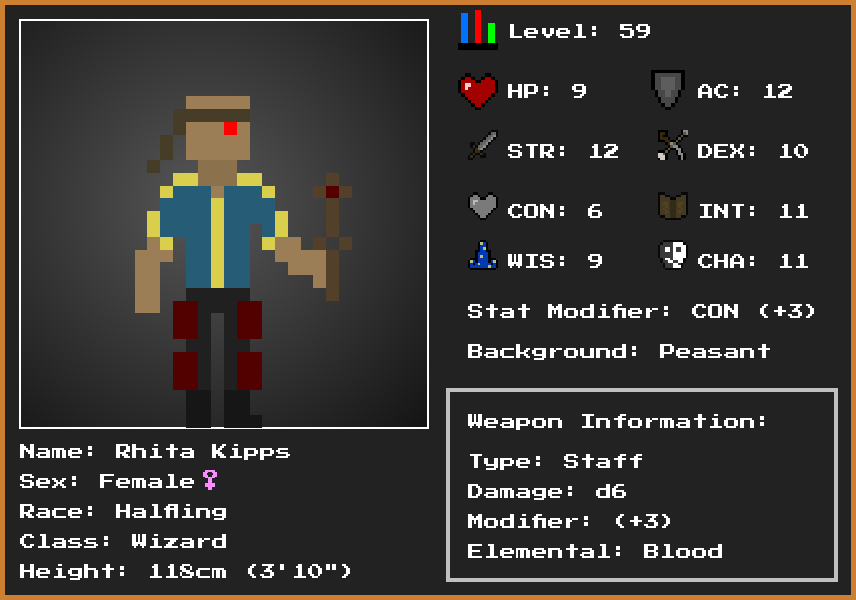 Level: 59
HP: 9 AC: 12
STR: 12 DEX: 10
CON: 6 INT: 11
WIS: 9 CHA: 11
Stat Modifier: CON (+3)
Background: Peasant
Weapon Information:
Type: Staff
Damage: d6
Modifier: (+3)
Elemental: Blood
Name: Rhita Kipps
Sex: Female♀
Race: Halfling
Class: Wizard
Height: 118cm (3'10")